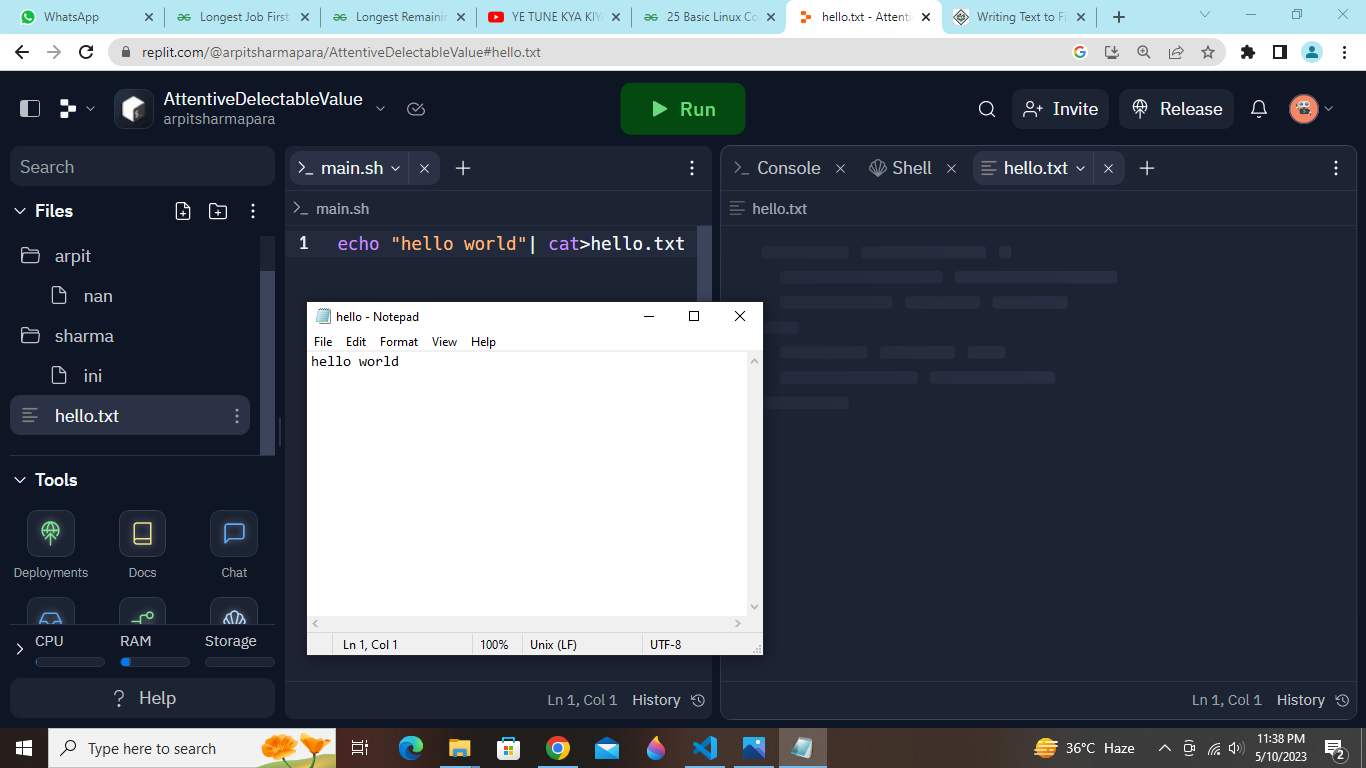 WhatsApp
Longest Job First
Longest Remaini
YE TUNE KYA KIY
25 Basic Linux Co
hello.txt - Attenti
Writing Text to Fi
replit.com/@arpitsharmapara/AttentiveDelectableValue#hello.txt
AttentiveDelectableValue
arpitsharmapara
Run
Invite
Release
Search
main.sh
Console
Shell
hello.txt
Files
main.sh
hello.txt
1 echo "hello world"| cat>hello.txt
arpit
nan
sharma
ini
hello.txt
hello - Notepad
File Edit Format View Help
hello world
Ln 1, Col 1
100%
Unix (LF)
UTF-8
Tools
Deployments
Docs
Chat
CPU
RAM
Storage
? Help
Ln 1, Col 1 History
Ln 1, Col 1 History
Type here to search
36°C Haze
11:38 PM
5/10/2023
2